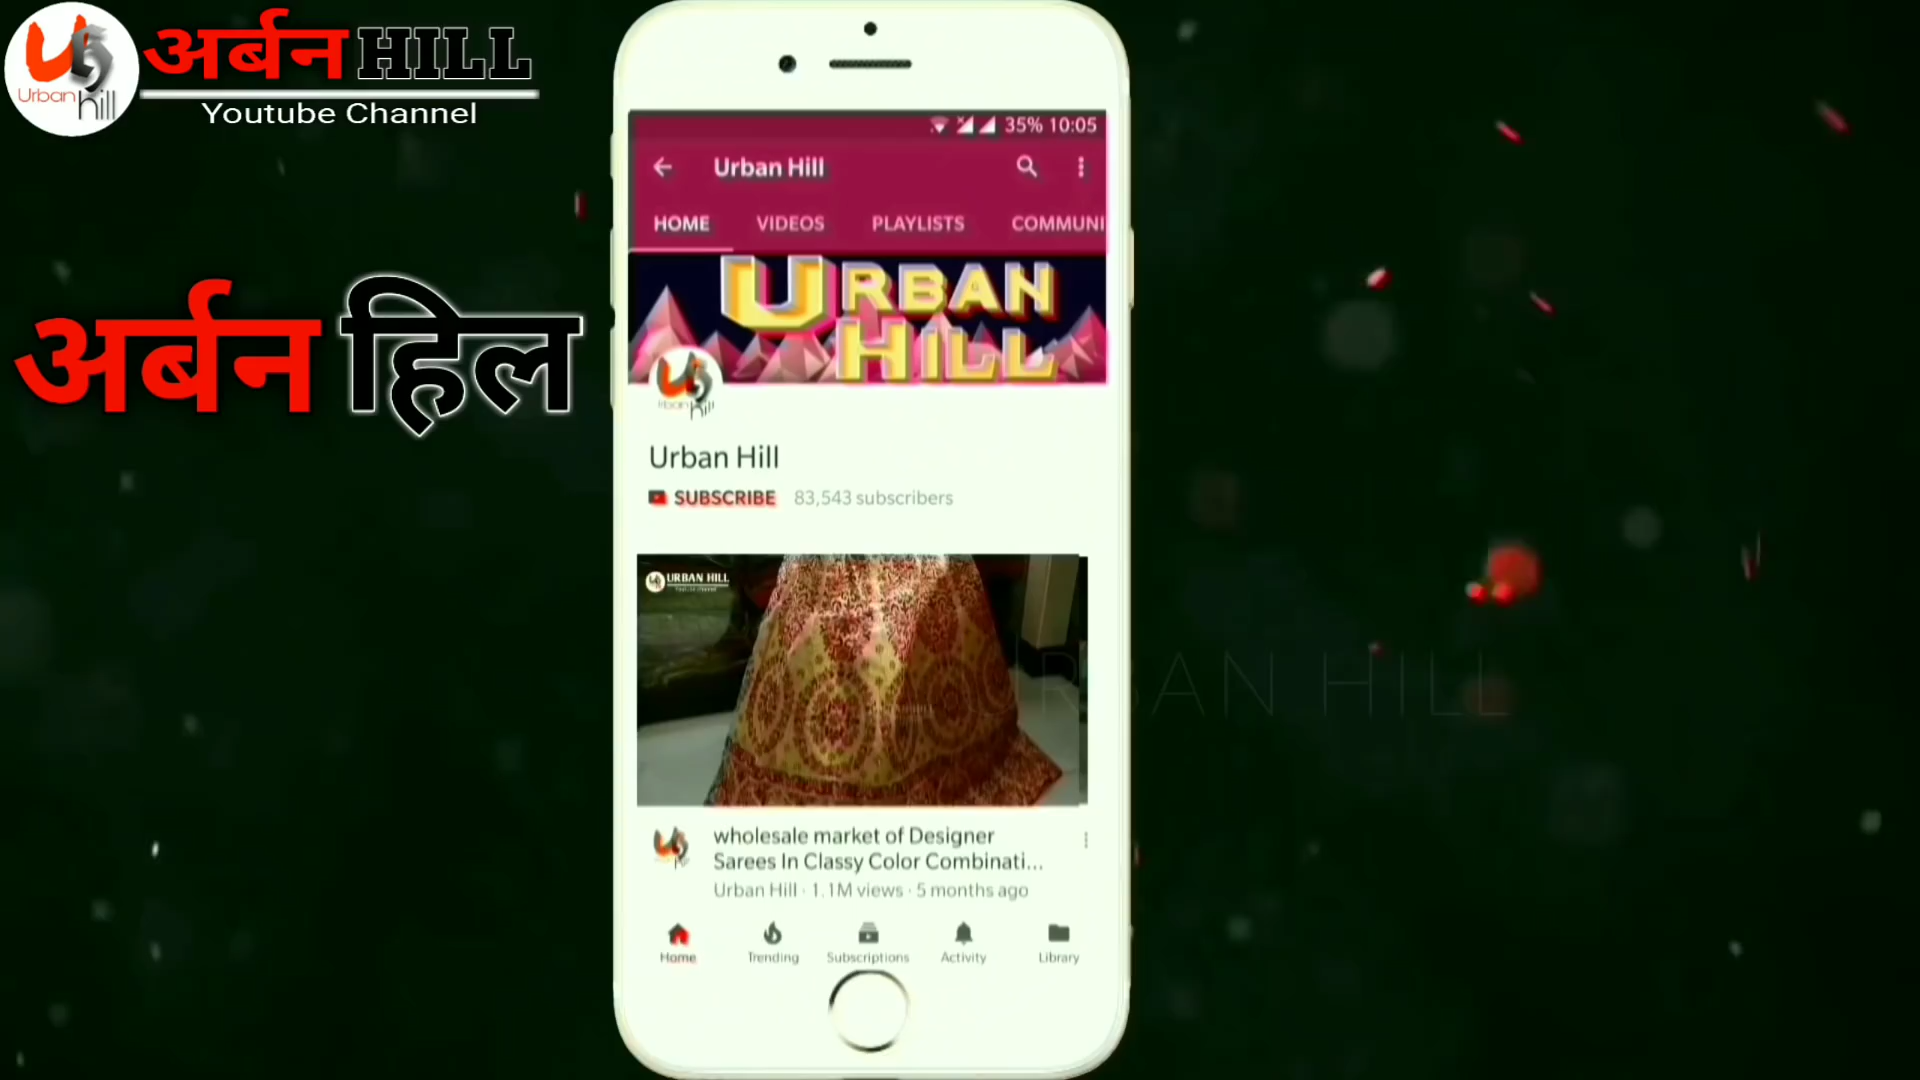 Urban hill
अर्बन HILL
Youtube Channel
अर्बन हिल
35% 10:05
Urban Hill
HOME VIDEOS PLAYLISTS COMMUNI
URBAN
HILL
Urban hill
Urban Hill
SUBSCRIBE 83,543 subscribers
URBAN HILL
URBAN HILL
wholesale market of Designer
Sarees In Classy Color Combinati...
Urban Hill · 1.1M views · 5 months ago
Home Trending Subscriptions Activity Library